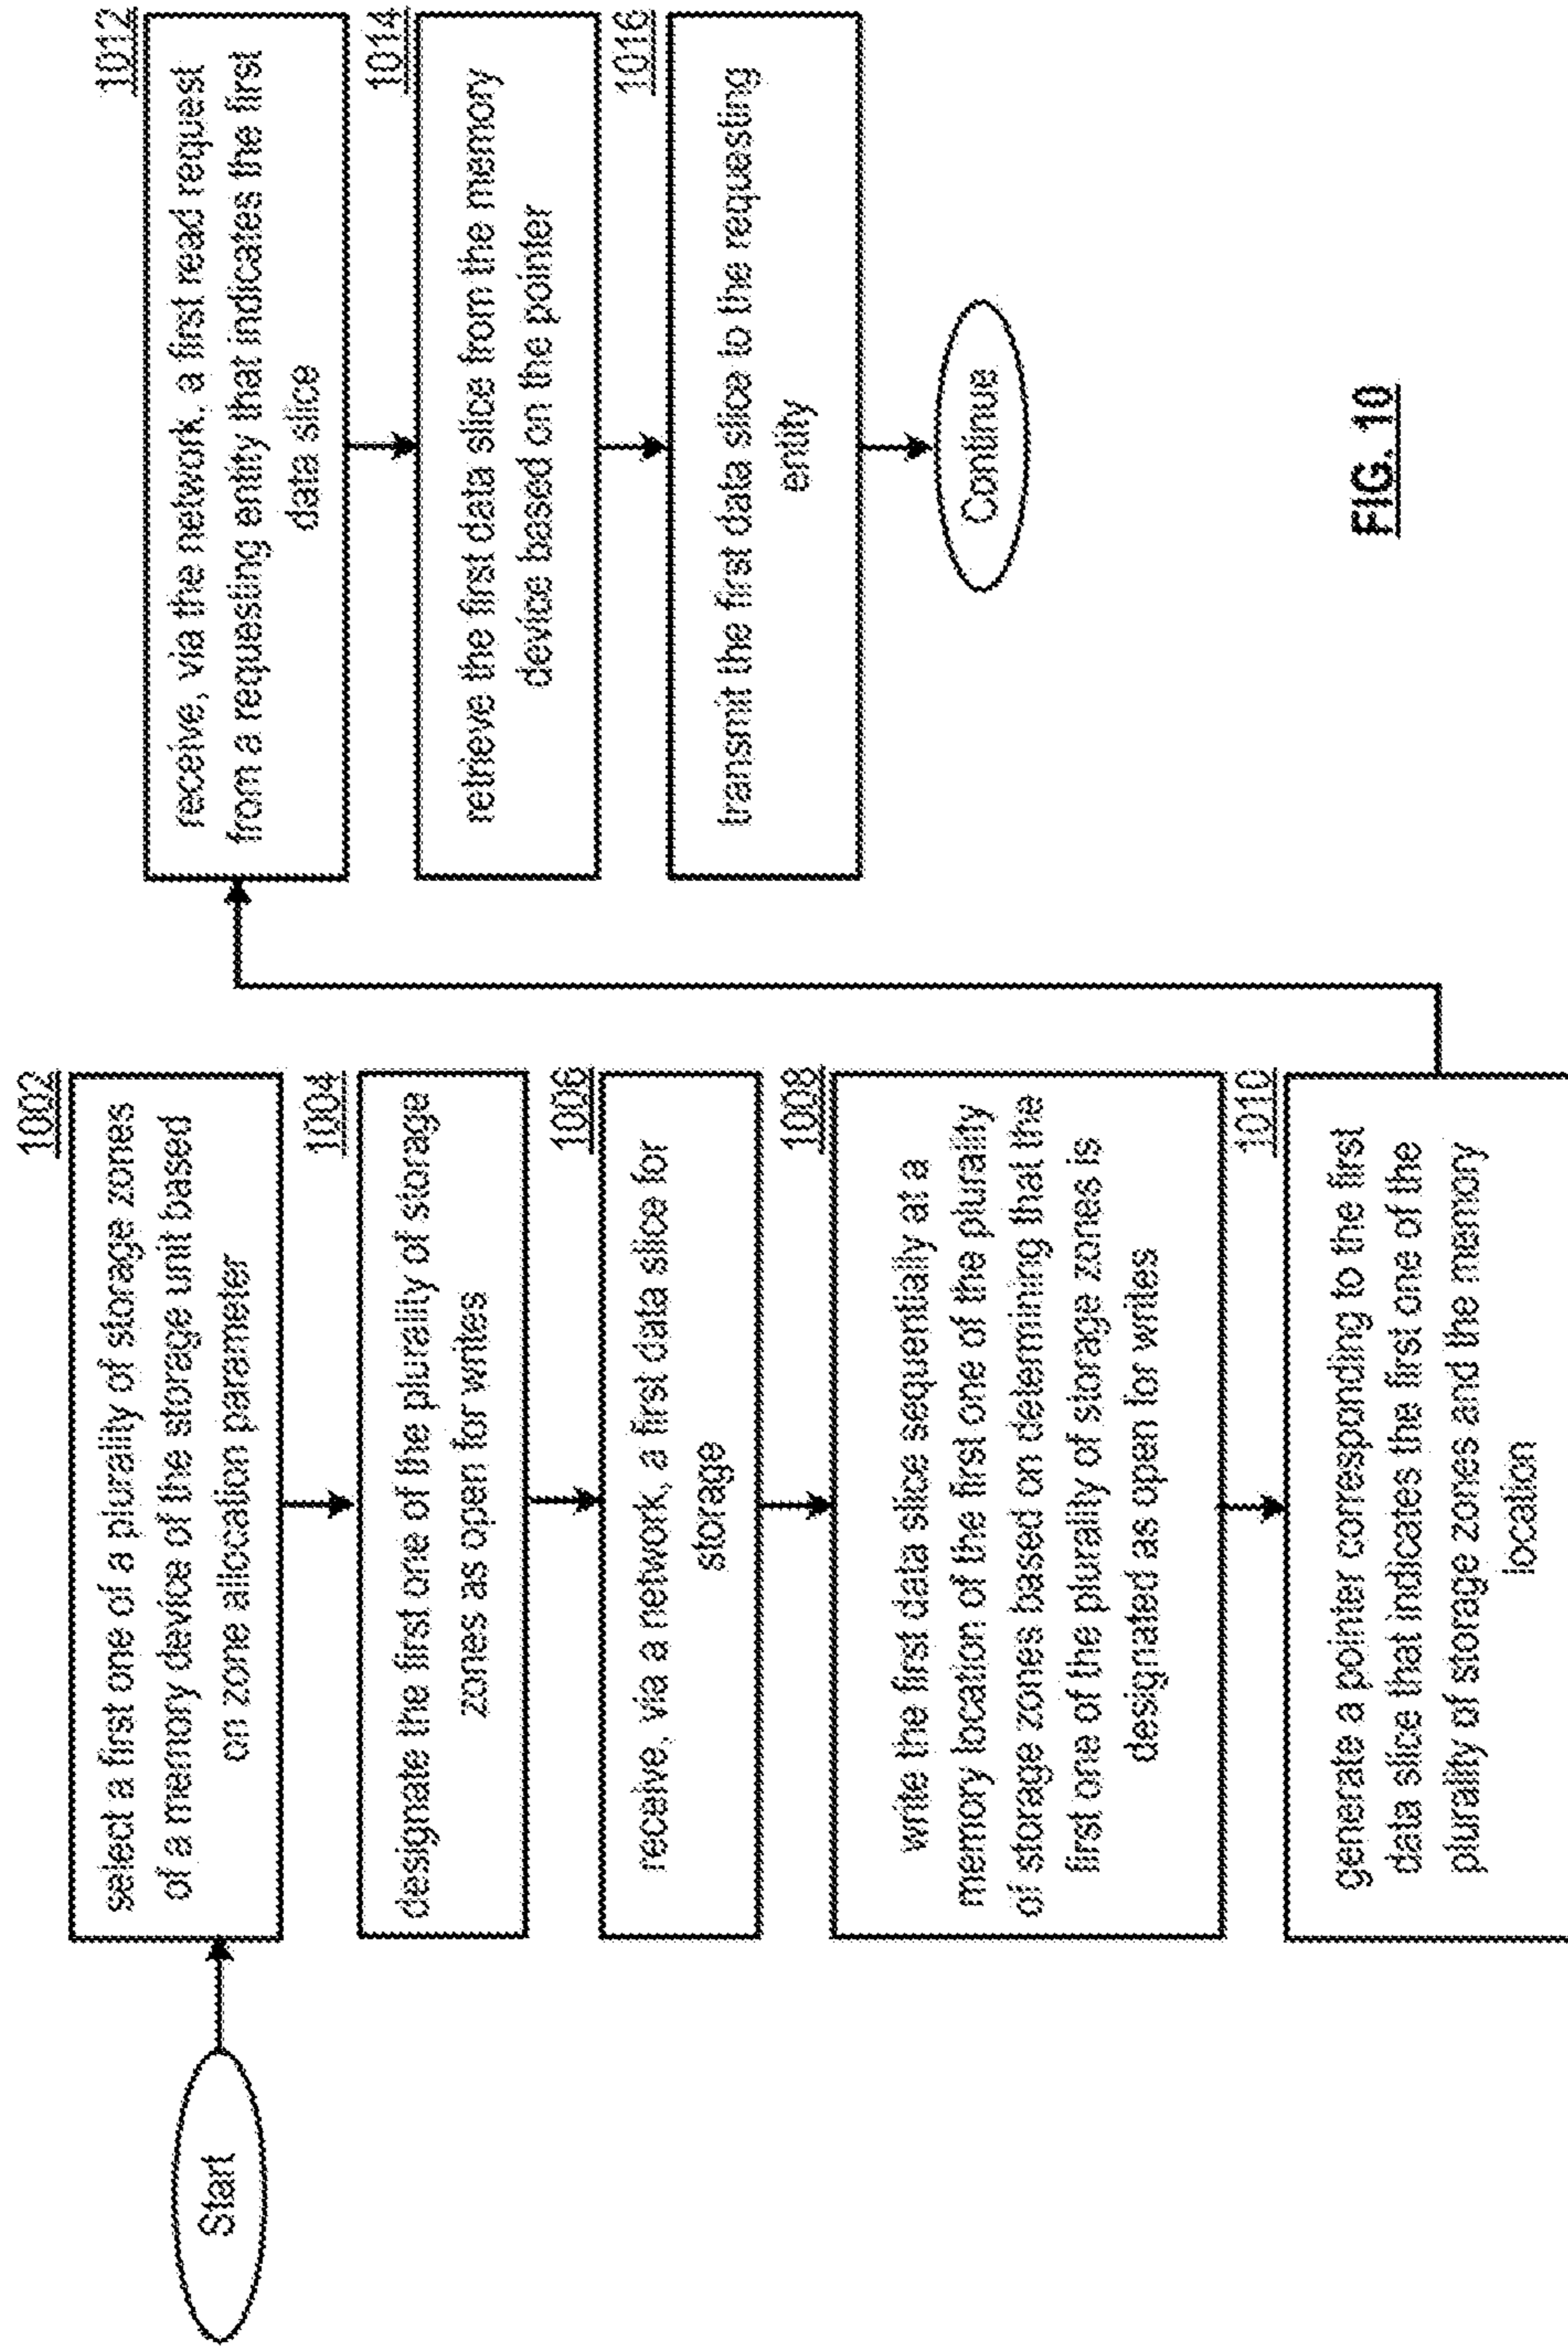 Start
1002
select a first one of a plurality of storage zones
of a memory device of the storage unit based
on zone allocation parameter
1004
designate the first one of the plurality of storage
zones as open for writes
1006
receive, via a network, a first data slice for
storage
1008
write the first data slice sequentially at a
memory location of the first one of the plurality
of storage zones based on determining that the
first one of the plurality of storage zones is
designated as open for writes
1010
generate a pointer corresponding to the first
data slice that indicates the first one of the
plurality of storage zones and the memory
location
1012
receive, via the network, a first read request
from a requesting entity that indicates the first
data slice
1014
retrieve the first data slice from the memory
device based on the pointer
1016
transmit the first data slice to the requesting
entity
Continue
FIG. 10